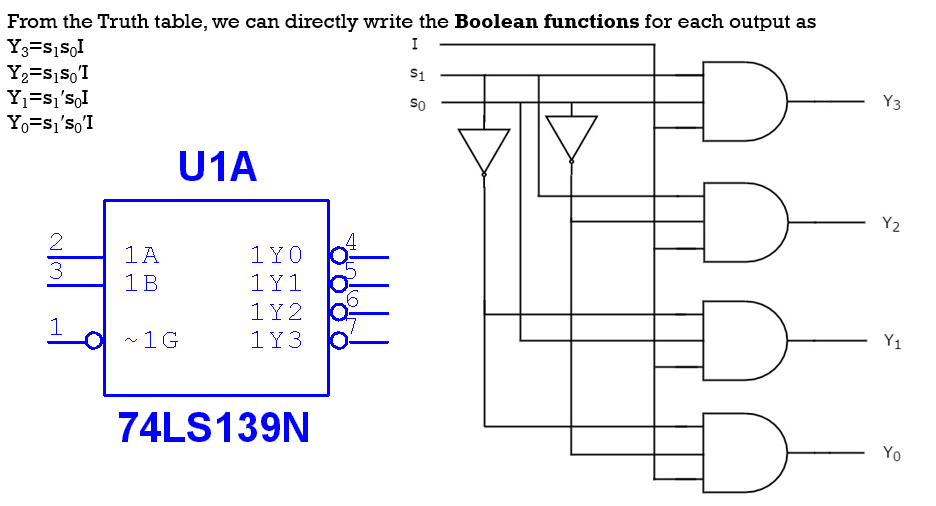 From the Truth table, we can directly write the Boolean functions for each output as
Y₃=s₁s₀I
Y₂=s₁s₀'I
Y₁=s₁'s₀I
Y₀=s₁'s₀'I
I
s₁
s₀
Y₃
Y₂
Y₁
Y₀
U1A
2 1A 1Y0 4
3 1B 1Y1 5
1Y2 6
1 ~1G 1Y3 7
74LS139N